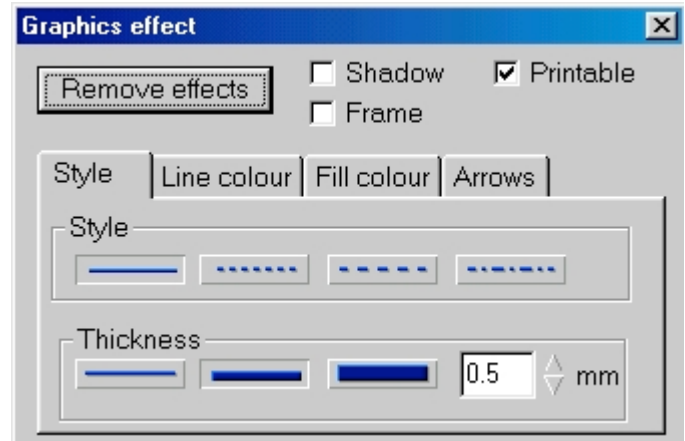 Graphics effect
Remove effects
Shadow
Printable
Frame
Style
Line colour
Fill colour
Arrows
Style
Thickness
0.5
mm